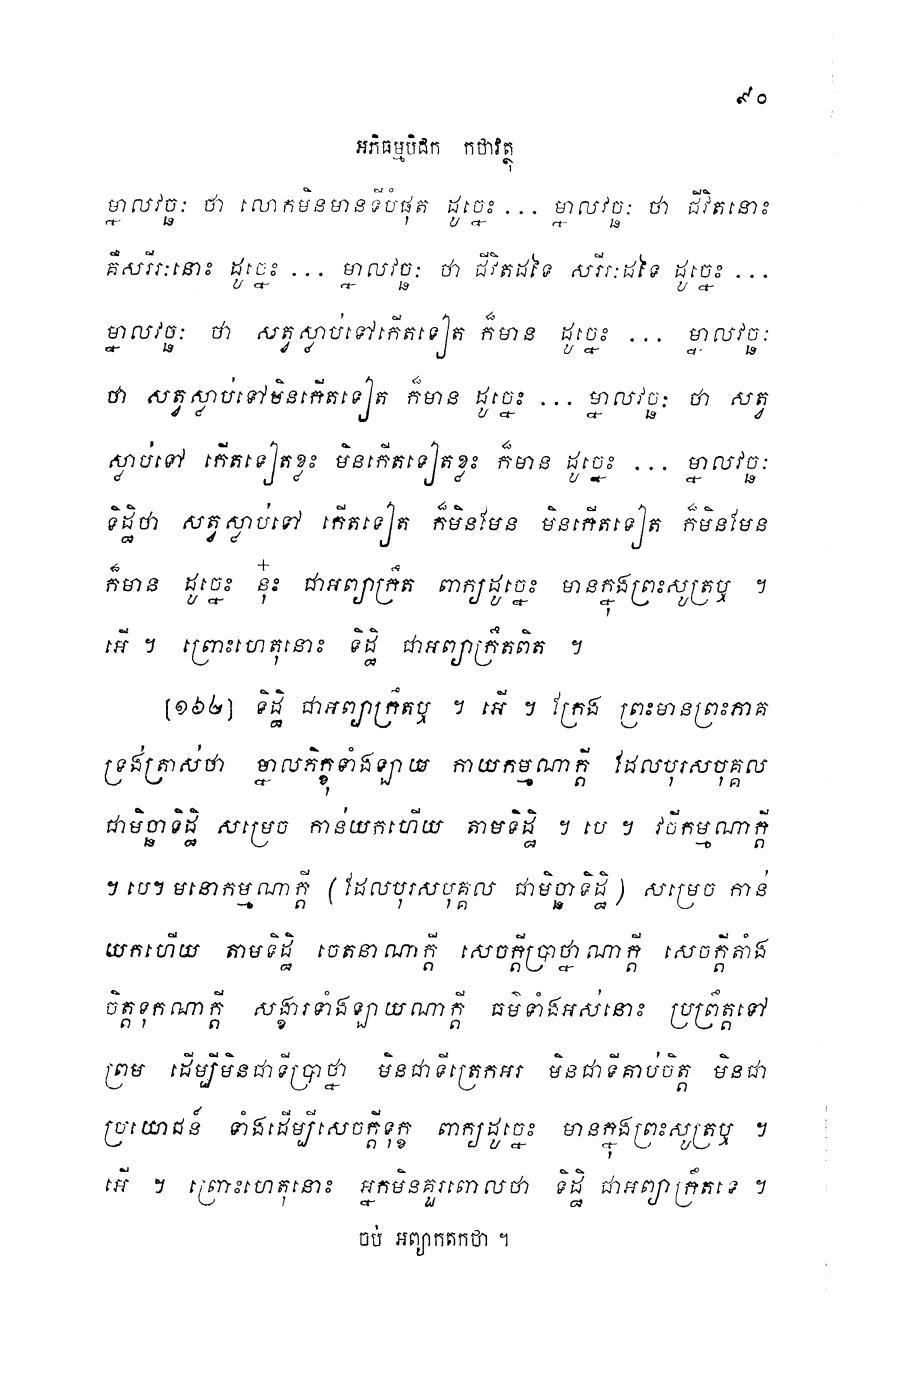 ៩០
អភិធម្មបិដក កថាវត្ថុ
ម្នាលវច្ឆៈ ថា លោកមិនមានទីបំផុត ដូច្នេះ ... ម្នាលវច្ឆៈ ថា ជីវិតនោះ
គឺសរីរៈនោះ ដូច្នេះ ... ម្នាលវច្ឆៈ ថា ជីវិតដទៃ សរីរៈដទៃ ដូច្នេះ ...
ម្នាលវច្ឆៈ ថា សត្វស្លាប់ទៅកើតទៀត ក៏មាន ដូច្នេះ ... ម្នាលវច្ឆៈ
ថា សត្វស្លាប់ទៅមិនកើតទៀត ក៏មាន ដូច្នេះ ... ម្នាលវច្ឆៈ ថា សត្វ
ស្លាប់ទៅ កើតទៀតខ្លះ មិនកើតទៀតខ្លះ ក៏មាន ដូច្នេះ ... ម្នាលវច្ឆៈ
ទិដ្ឋិថា សត្វស្លាប់ទៅ កើតទៀត ក៏មិនមែន មិនកើតទៀត ក៏មិនមែន
ក៏មាន ដូច្នេះ នុ៎ះ ជាអព្យាក្រឹត ពាក្យដូច្នេះ មានក្នុងព្រះសូត្រឬ ។
អើ ។ ព្រោះហេតុនោះ ទិដ្ឋិ ជាអព្យាក្រឹតពិត ។
[១៦៤] ទិដ្ឋិ ជាអព្យាក្រឹតឬ ។ អើ ។ ក្រែង ព្រះមានព្រះភាគ
ទ្រង់ត្រាស់ថា ម្នាលភិក្ខុទាំងឡាយ កាយកម្មណាក្តី ដែលបុរសបុគ្គល
ជាមិច្ឆាទិដ្ឋិ សម្រេច កាន់យកហើយ តាមទិដ្ឋិ ។ បេ ។ វចីកម្មណាក្តី
។ បេ។ មនោកម្មណាក្តី (ដែលបុរសបុគ្គល ជាមិច្ឆាទិដ្ឋិ) សម្រេច កាន់
យកហើយ តាមទិដ្ឋិ ចេតនាណាក្តី សេចក្តីប្រាថ្នាណាក្តី សេចក្តីតាំង
ចិត្តទុកណាក្តី សង្ខារទាំងឡាយណាក្តី ធម៌ទាំងអស់នោះ ប្រព្រឹត្តទៅ
ព្រម ដើម្បីមិនជាទីប្រាថ្នា មិនជាទីត្រេកអរ មិនជាទីគាប់ចិត្ត មិនជា
ប្រយោជន៍ ទាំងដើម្បីសេចក្តីទុក្ខ ពាក្យដូច្នេះ មានក្នុងព្រះសូត្រឬ ។
អើ ។ ព្រោះហេតុនោះ អ្នកមិនគួរពោលថា ទិដ្ឋិ ជាអព្យាក្រឹតទេ ។
ចប់ អព្យាកតកថា ។